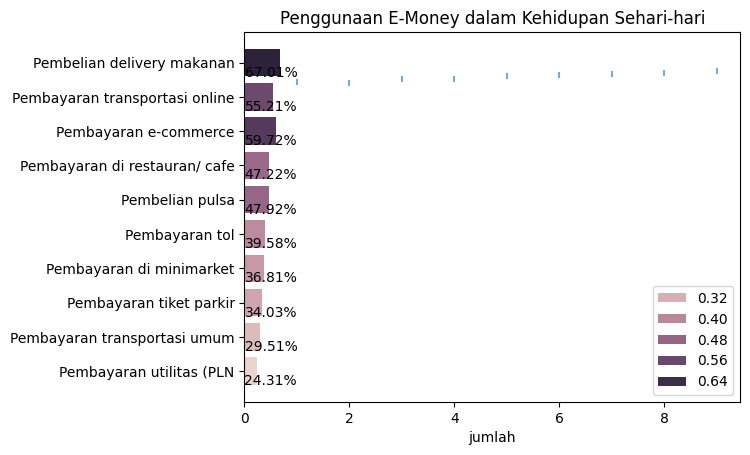 Penggunaan E-Money dalam Kehidupan Sehari-hari
Pembelian delivery makanan
67.01%
Pembayaran transportasi online
55.21%
Pembayaran e-commerce
59.72%
Pembayaran di restauran/ cafe
47.22%
Pembelian pulsa
47.92%
Pembayaran tol
39.58%
Pembayaran di minimarket
36.81%
Pembayaran tiket parkir
34.03%
Pembayaran transportasi umum
29.51%
Pembayaran utilitas (PLN
24.31%
0.32
0.40
0.48
0.56
0.64
0 2 4 6 8
jumlah